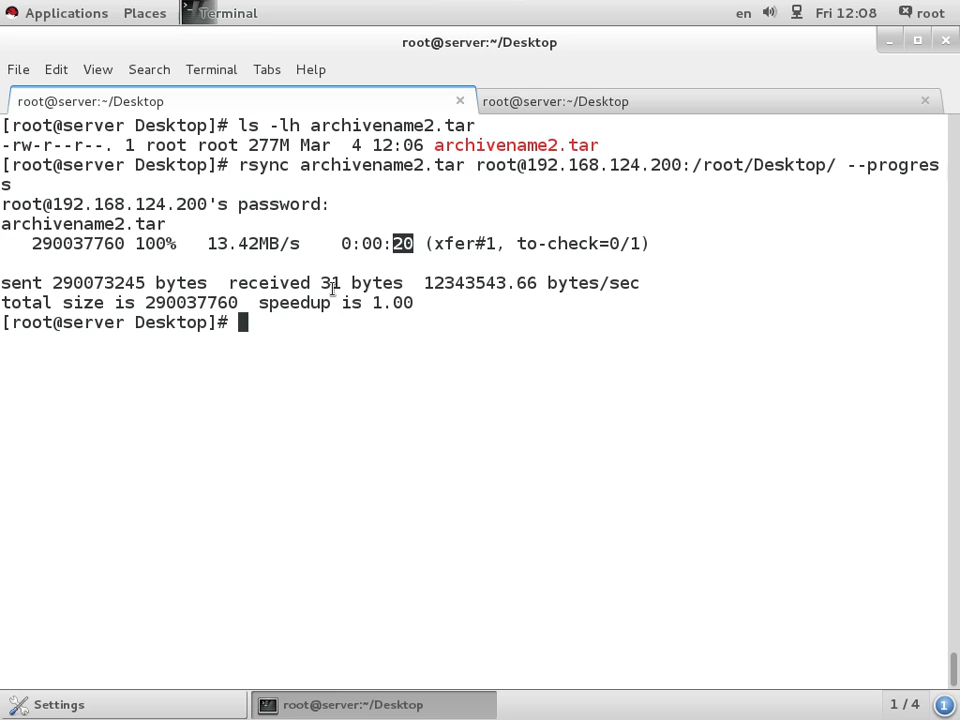 Applications Places Terminal en Fri 12:08 root
root@server:~/Desktop
File Edit View Search Terminal Tabs Help
root@server:~/Desktop root@server:~/Desktop
[root@server Desktop]# ls -lh archivename2.tar
-rw-r--r--. 1 root root 277M Mar  4 12:06 archivename2.tar
[root@server Desktop]# rsync archivename2.tar root@192.168.124.200:/root/Desktop/ --progres
s
root@192.168.124.200's password:
archivename2.tar
   290037760 100%   13.42MB/s    0:00:20 (xfer#1, to-check=0/1)
sent 290073245 bytes  received 31 bytes  12343543.66 bytes/sec
total size is 290037760  speedup is 1.00
[root@server Desktop]#
Settings root@server:~/Desktop 1 / 4 1